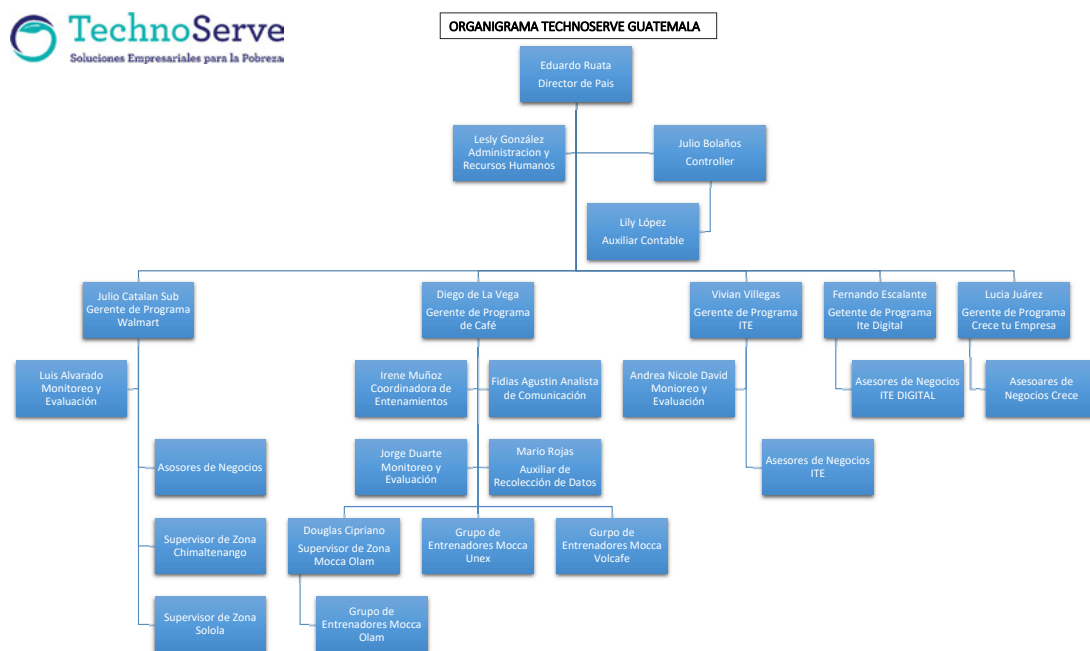 TechnoServe
Soluciones Empresariales para la Pobreza
ORGANIGRAMA TECHNOSERVE GUATEMALA
Eduardo Ruata
Director de Pais
Lesly González
Administracion y
Recursos Humanos
Julio Bolaños
Controller
Lily López
Auxiliar Contable
Julio Catalan Sub
Gerente de Programa
Walmart
Diego de La Vega
Gerente de Programa
de Café
Vivian Villegas
Gerente de Programa
ITE
Fernando Escalante
Getente de Programa
Ite Digital
Lucia Juárez
Gerente de Programa
Crece tu Empresa
Luis Alvarado
Monitoreo y
Evaluación
Irene Muñoz
Coordinadora de
Entenamientos
Fidias Agustin Analista
de Comunicación
Andrea Nicole David
Monioreo y
Evaluación
Asesores de Negocios
ITE DIGITAL
Asesoares de
Negocios Crece
Asosores de Negocios
Jorge Duarte
Monitoreo y
Evaluación
Mario Rojas
Auxiliar de
Recolección de Datos
Asesores de Negocios
ITE
Supervisor de Zona
Chimaltenango
Douglas Cipriano
Supervisor de Zona
Mocca Olam
Grupo de
Entrenadores Mocca
Unex
Gurpo de
Entrenadores Mocca
Volcafe
Supervisor de Zona
Solola
Grupo de
Entrenadores Mocca
Olam